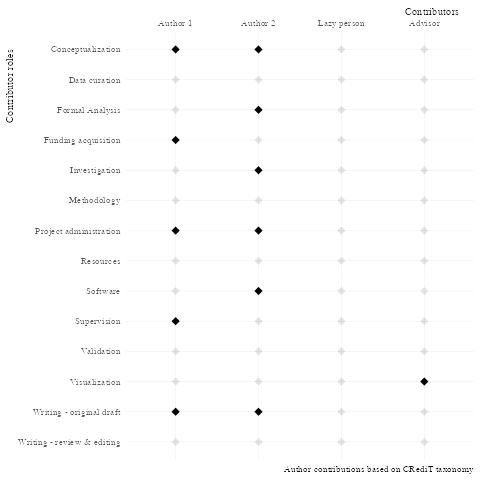 Contributors
Author 1 Author 2 Lazy person Advisor
Contributor roles
Conceptualization
Data curation
Formal Analysis
Funding acquisition
Investigation
Methodology
Project administration
Resources
Software
Supervision
Validation
Visualization
Writing - original draft
Writing - review & editing
Author contributions based on CRediT taxonomy